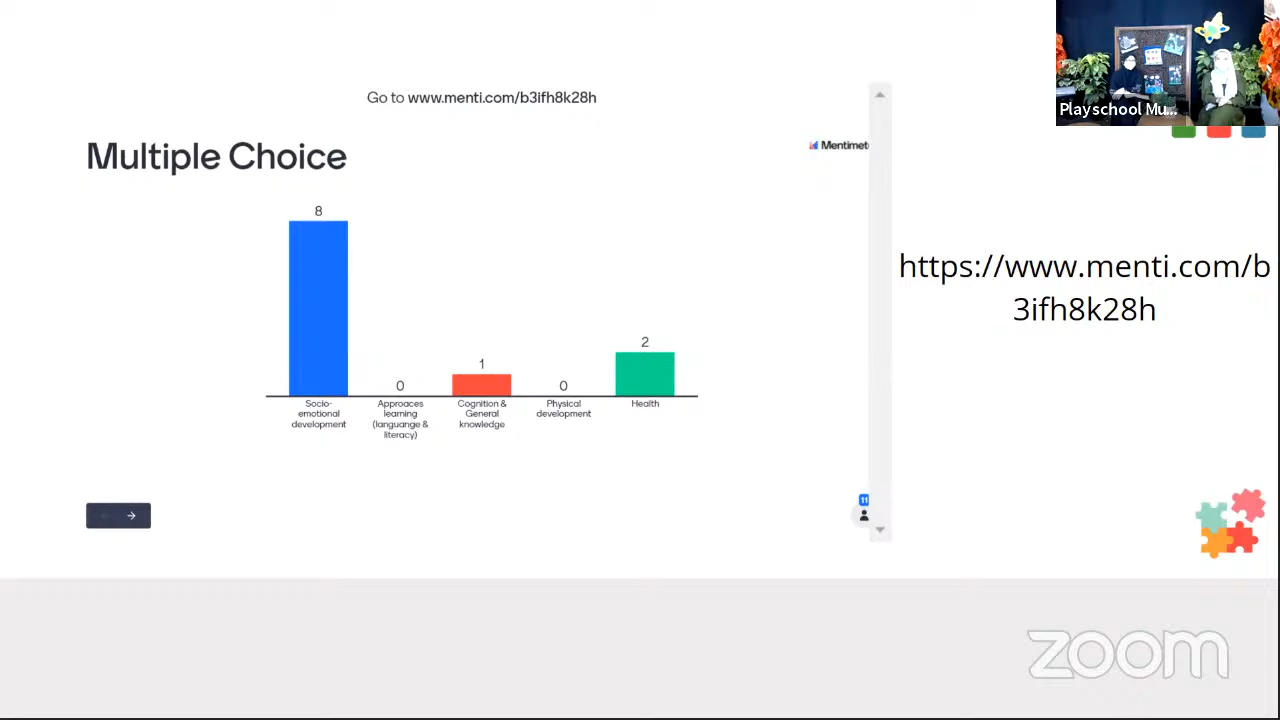 Go to www.menti.com/b3ifh8k28h
Playschool Mu...
Multiple Choice
Mentimet
8
0
1
0
2
Socio-
emotional
development
Approaces
learning
(languange &
literacy)
Cognition &
General
knowledge
Physical
development
Health
https://www.menti.com/b
3ifh8k28h
11
zoom